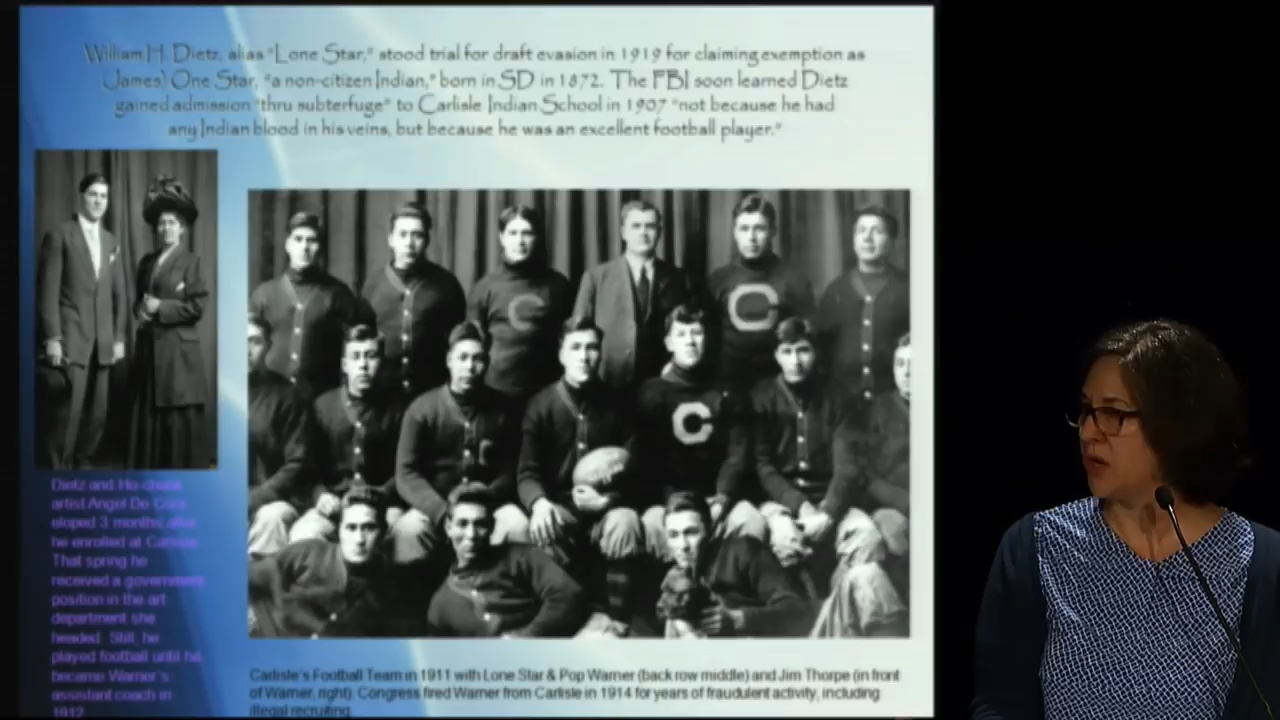 William H. Dietz, alias "Lone Star," stood trial for draft evasion in 1919 for claiming exemption as
(James) One Star, "a non-citizen Indian," born in SD in 1872. The FBI soon learned Dietz
gained admission "thru subterfuge" to Carlisle Indian School in 1907 "not because he had
any Indian blood in his veins, but because he was an excellent football player."
C
C
C
Dietz and Ho-chunk
artist Angel De Cora
eloped 3 months after
he enrolled at Carlisle.
That spring he
received a government
position in the art
department she
headed. Still, he
played football until he
became Warner's
assistant coach in
1912.
Carlisle's Football Team in 1911 with Lone Star & Pop Warner (back row middle) and Jim Thorpe (in front
of Warner, right). Congress fired Warner from Carlisle in 1914 for years of fraudulent activity, including
illegal recruiting.